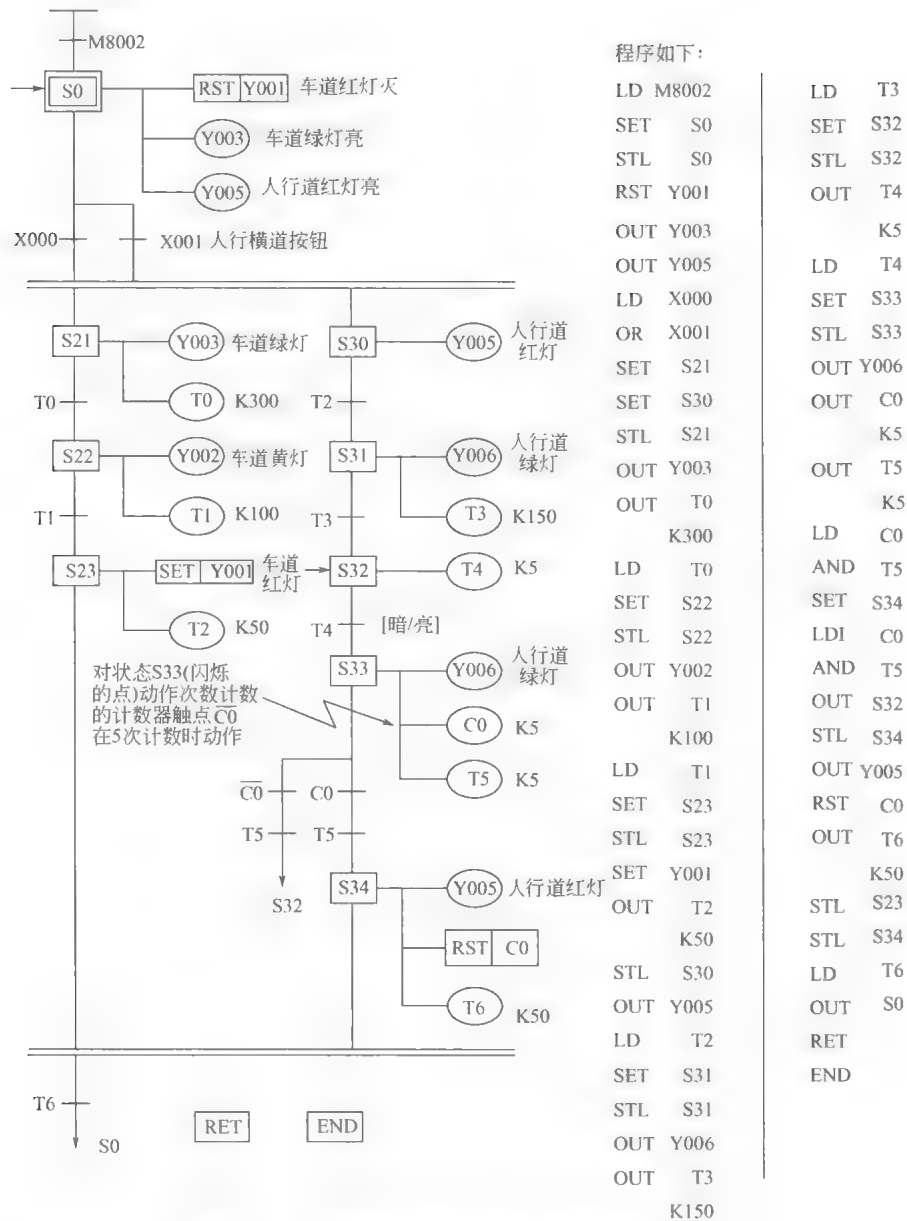 M8002
S0
RST Y001 车道红灯灭
Y003 车道绿灯亮
Y005 人行道红灯亮
X000
X001 人行横道按钮
S21
Y003 车道绿灯
T0 K300
T0
S22
Y002 车道黄灯
T1 K100
T1
S23
SET Y001 车道
红灯
T2 K50
对状态S33(闪烁
的点)动作次数计数
的计数器触点C0
在5次计数时动作
S30
Y005 人行道
红灯
T2
S31
Y006 人行道
绿灯
T3 K150
T3
S32
T4 K5
T4 [暗/亮]
S33
Y006 人行道
绿灯
C0 K5
T5 K5
C0 C0
T5 T5
S32
S34
Y005 人行道红灯
RST C0
T6 K50
T6
S0
RET
END
程序如下:
LD M8002
SET S0
STL S0
RST Y001
OUT Y003
OUT Y005
LD X000
OR X001
SET S21
SET S30
STL S21
OUT Y003
OUT T0
K300
LD T0
SET S22
STL S22
OUT Y002
OUT T1
K100
LD T1
SET S23
STL S23
SET Y001
OUT T2
K50
STL S30
OUT Y005
LD T2
SET S31
STL S31
OUT Y006
OUT T3
K150
LD T3
SET S32
STL S32
OUT T4
K5
LD T4
SET S33
STL S33
OUT Y006
OUT C0
K5
OUT T5
K5
LD C0
AND T5
SET S34
LDI C0
AND T5
OUT S32
STL S34
OUT Y005
RST C0
OUT T6
K50
STL S23
STL S34
LD T6
OUT S0
RET
END